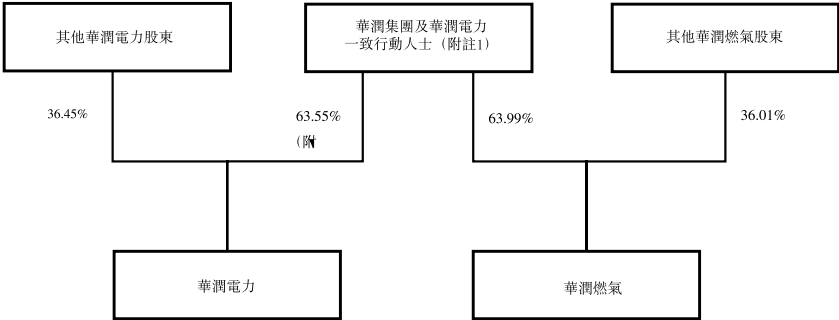 其他華潤電力股東
華潤集團及華潤電力
一致行動人士（附註1）
其他華潤燃氣股東
36.45%
63.55%
（附
63.99%
36.01%
華潤電力
華潤燃氣